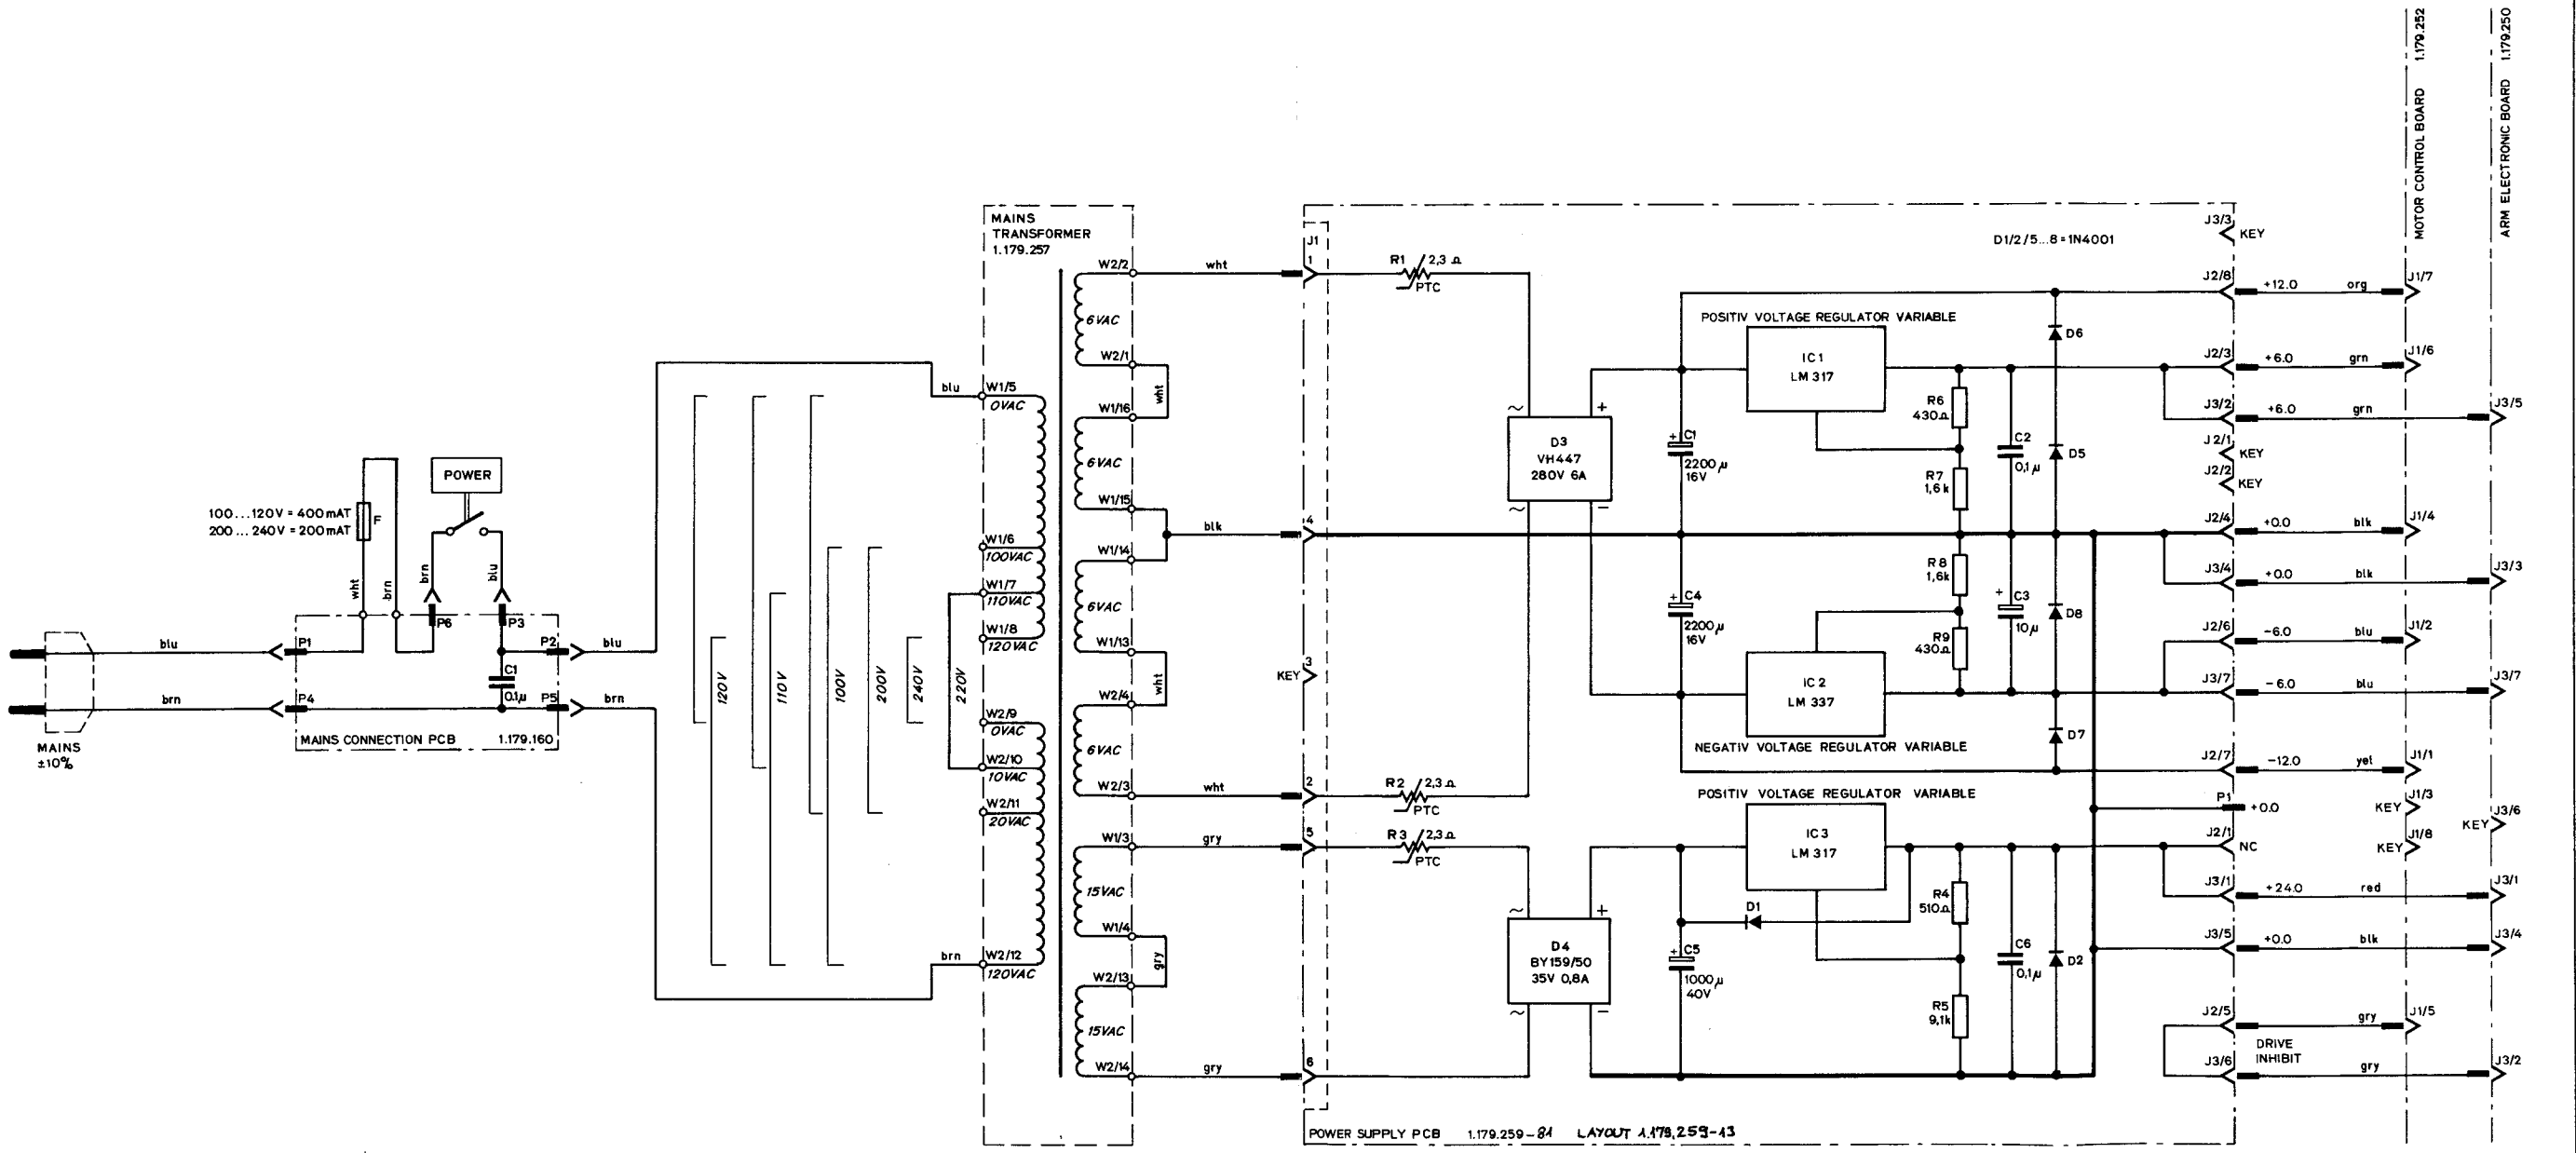 MOTOR CONTROL BOARD 1.179.252
ARM ELECTRONIC BOARD 1.179.250
MAINS
TRANSFORMER
1.179.257
W2/2
6VAC
W2/1
wht
W1/16
6VAC
W1/15
W1/14
6VAC
W1/13
wht
W2/4
6VAC
W2/3
W1/3
15VAC
W1/4
gry
W2/13
15VAC
W2/14
blu
W1/5
0VAC
W1/6
100VAC
W1/7
110VAC
W1/8
120VAC
W2/9
0VAC
W2/10
10VAC
W2/11
20VAC
brn
W2/12
120VAC
120V
110V
100V
200V
240V
220V
POWER
100...120V = 400mAT
200...240V = 200mAT
F
wht
brn
brn
blu
P6
P3
blu
P1
P2
blu
C1
0,1µ
brn
P4
P5
brn
MAINS
±10%
MAINS CONNECTION PCB 1.179.160
wht
blk
wht
gry
gry
J1
1
4
KEY
3
2
5
6
R1
2,3 Ω
PTC
R2
2,3 Ω
PTC
R3
2,3 Ω
PTC
~
+
D3
VH447
280V 6A
~
−
~
+
D4
BY159/50
35V 0,8A
~
−
D1/2/5...8=1N4001
POSITIV VOLTAGE REGULATOR VARIABLE
IC1
LM 317
+
C1
2200µ
16V
R6
430Ω
R7
1,6k
C2
0,1µ
D6
D5
+
C4
2200µ
16V
R8
1,6k
R9
430Ω
+
C3
10µ
D8
D7
IC 2
LM 337
NEGATIV VOLTAGE REGULATOR VARIABLE
POSITIV VOLTAGE REGULATOR VARIABLE
IC 3
LM 317
D1
+
C5
1000µ
40V
R4
510Ω
R5
9,1k
C6
0,1µ
D2
J3/3
KEY
J2/8
+12.0
org
J1/7
J2/3
+6.0
grn
J1/6
J3/2
+6.0
grn
J3/5
J2/1
KEY
J2/2
KEY
J2/4
+0.0
blk
J1/4
J3/4
+0.0
blk
J3/3
J2/6
−6.0
blu
J1/2
J3/7
−6.0
blu
J3/7
J2/7
−12.0
yel
J1/1
P1
+0.0
KEY
J1/3
KEY
J3/6
J2/1
NC
KEY
J1/8
J3/1
+24.0
red
J3/1
J3/5
+0.0
blk
J3/4
J2/5
gry
J1/5
DRIVE
INHIBIT
J3/6
gry
J3/2
POWER SUPPLY PCB 1.179.259-81 LAYOUT 1.179.259-13